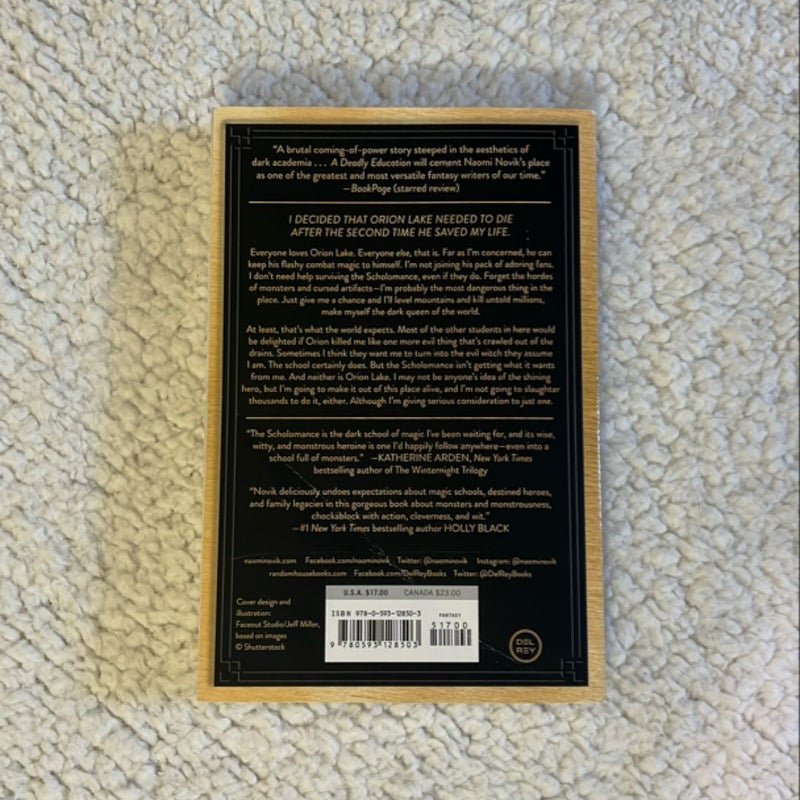 “A brutal coming-of-power story steeped in the aesthetics of
dark academia . . . A Deadly Education will cement Naomi Novik’s place
as one of the greatest and most versatile fantasy writers of our time.”
—BookPage (starred review)
I DECIDED THAT ORION LAKE NEEDED TO DIE
AFTER THE SECOND TIME HE SAVED MY LIFE.
Everyone loves Orion Lake. Everyone else, that is. Far as I’m concerned, he can
keep his flashy combat magic to himself. I’m not joining his pack of adoring fans.
I don’t need help surviving the Scholomance, even if they do. Forget the hordes
of monsters and cursed artifacts—I’m probably the most dangerous thing in the
place. Just give me a chance and I’ll level mountains and kill untold millions,
make myself the dark queen of the world.
At least, that’s what the world expects. Most of the other students in here would
be delighted if Orion killed me like one more evil thing that’s crawled out of the
drains. Sometimes I think they want me to turn into the evil witch they assume
I am. The school certainly does. But the Scholomance isn’t getting what it wants
from me. And neither is Orion Lake. I may not be anyone’s idea of the shining
hero, but I’m going to make it out of this place alive, and I’m not going to slaughter
thousands to do it, either. Although I’m giving serious consideration to just one.
“The Scholomance is the dark school of magic I’ve been waiting for, and its wise,
witty, and monstrous heroine is one I’d happily follow anywhere—even into a
school full of monsters.” —KATHERINE ARDEN, New York Times
bestselling author of The Winternight Trilogy
“Novik deliciously undoes expectations about magic schools, destined heroes,
and family legacies in this gorgeous book about monsters and monstrousness,
chockablock with action, cleverness, and wit.”
—#1 New York Times bestselling author HOLLY BLACK
naominovik.com Facebook.com/naominovik Twitter: @naominovik Instagram: @naominovik
randomhousebooks.com Facebook.com/DelReyBooks Twitter: @DelReyBooks
U.S.A. $17.00 CANADA $23.00
Cover design and
illustration:
Faceout Studio/Jeff Miller,
based on images
© Shutterstock
ISBN 978-0-593-12850-3
FANTASY
51700
9 780593 128503
DEL
REY